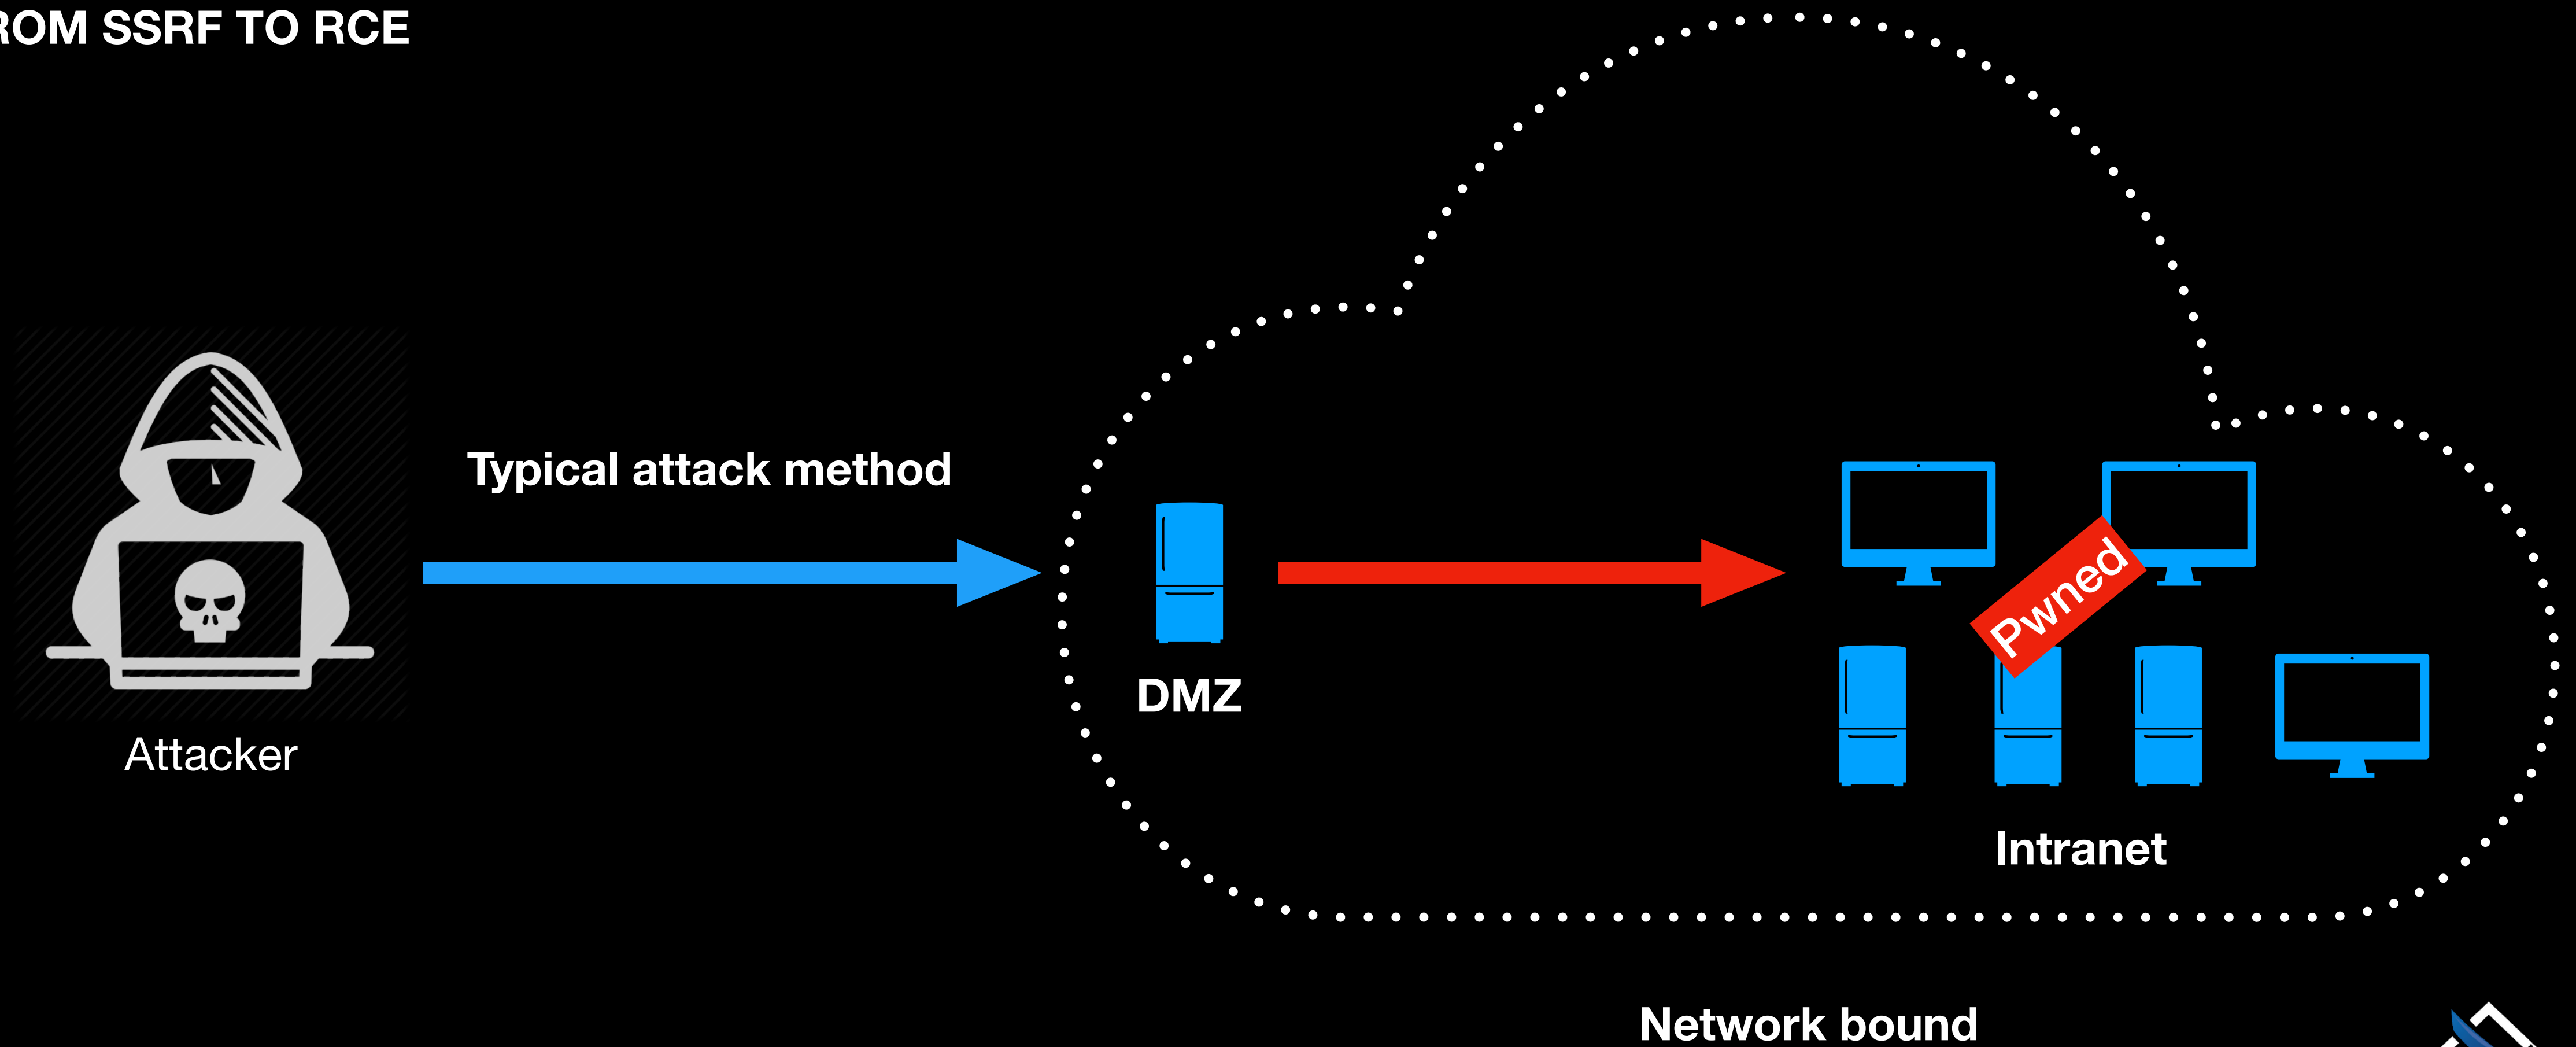 ROM SSRF TO RCE
Typical attack method
Pwned
DMZ
Attacker
Intranet
Network bound